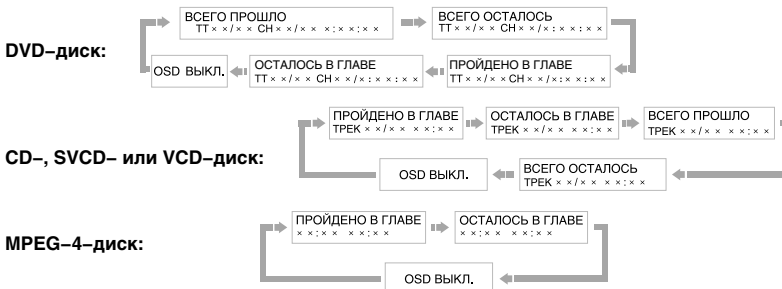 DVD–диск:
ВСЕГО ПРОШЛО
TT××/×× CH××/×× ×:××:××
ВСЕГО ОСТАЛОСЬ
TT××/×× CH××/×:××:××
OSD ВЫКЛ.
ОСТАЛОСЬ В ГЛАВЕ
TT××/×× CH××/×:××:××
ПРОЙДЕНО В ГЛАВЕ
TT××/×× CH××/×:××:××
CD–, SVCD– или VCD–диск:
ПРОЙДЕНО В ГЛАВЕ
ТРЕК ××/×× ××:××
ОСТАЛОСЬ В ГЛАВЕ
ТРЕК ××/×× ××:××
ВСЕГО ПРОШЛО
ТРЕК ××/×× ××:××
OSD ВЫКЛ.
ВСЕГО ОСТАЛОСЬ
ТРЕК ××/×× ××:××
MPEG–4–диск:
ПРОЙДЕНО В ГЛАВЕ
××:×× ××:××
ОСТАЛОСЬ В ГЛАВЕ
××:×× ××:××
OSD ВЫКЛ.